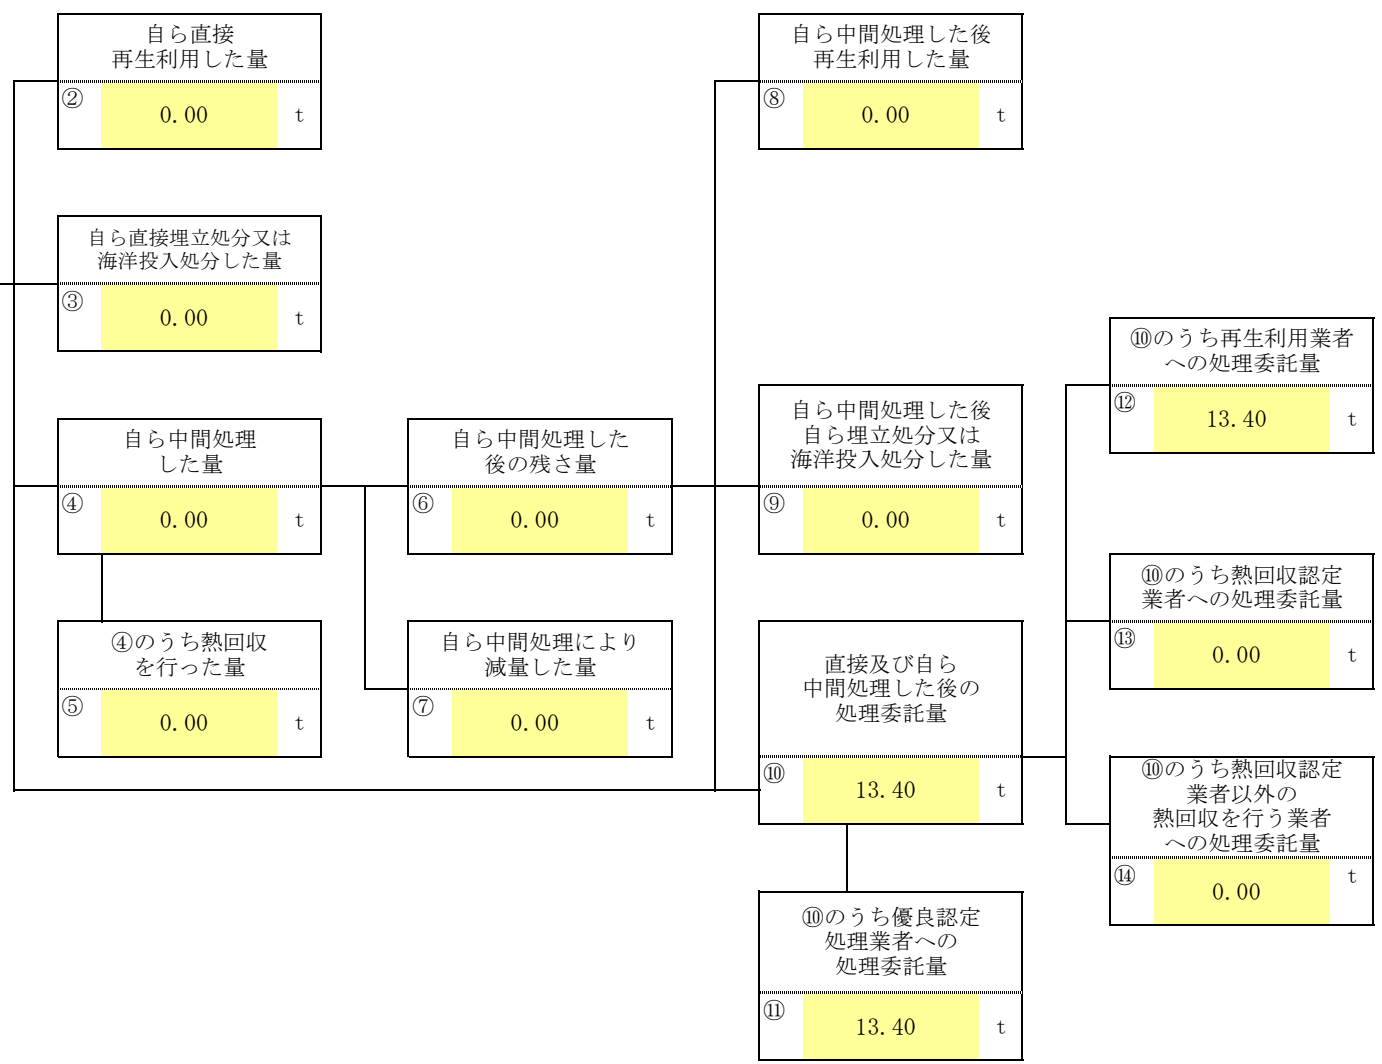 自ら直接
再生利用した量
② 0.00 t
自ら中間処理した後
再生利用した量
⑧ 0.00 t
自ら直接埋立処分又は
海洋投入処分した量
③ 0.00 t
⑩のうち再生利用業者
への処理委託量
⑫ 13.40 t
自ら中間処理
した量
④ 0.00 t
自ら中間処理した
後の残さ量
⑥ 0.00 t
自ら中間処理した後
自ら埋立処分又は
海洋投入処分した量
⑨ 0.00 t
⑩のうち熱回収認定
業者への処理委託量
⑬ 0.00 t
④のうち熱回収
を行った量
⑤ 0.00 t
自ら中間処理により
減量した量
⑦ 0.00 t
直接及び自ら
中間処理した後の
処理委託量
⑩ 13.40 t
⑩のうち熱回収認定
業者以外の
熱回収を行う業者
への処理委託量
⑭ 0.00 t
⑩のうち優良認定
処理業者への
処理委託量
⑪ 13.40 t